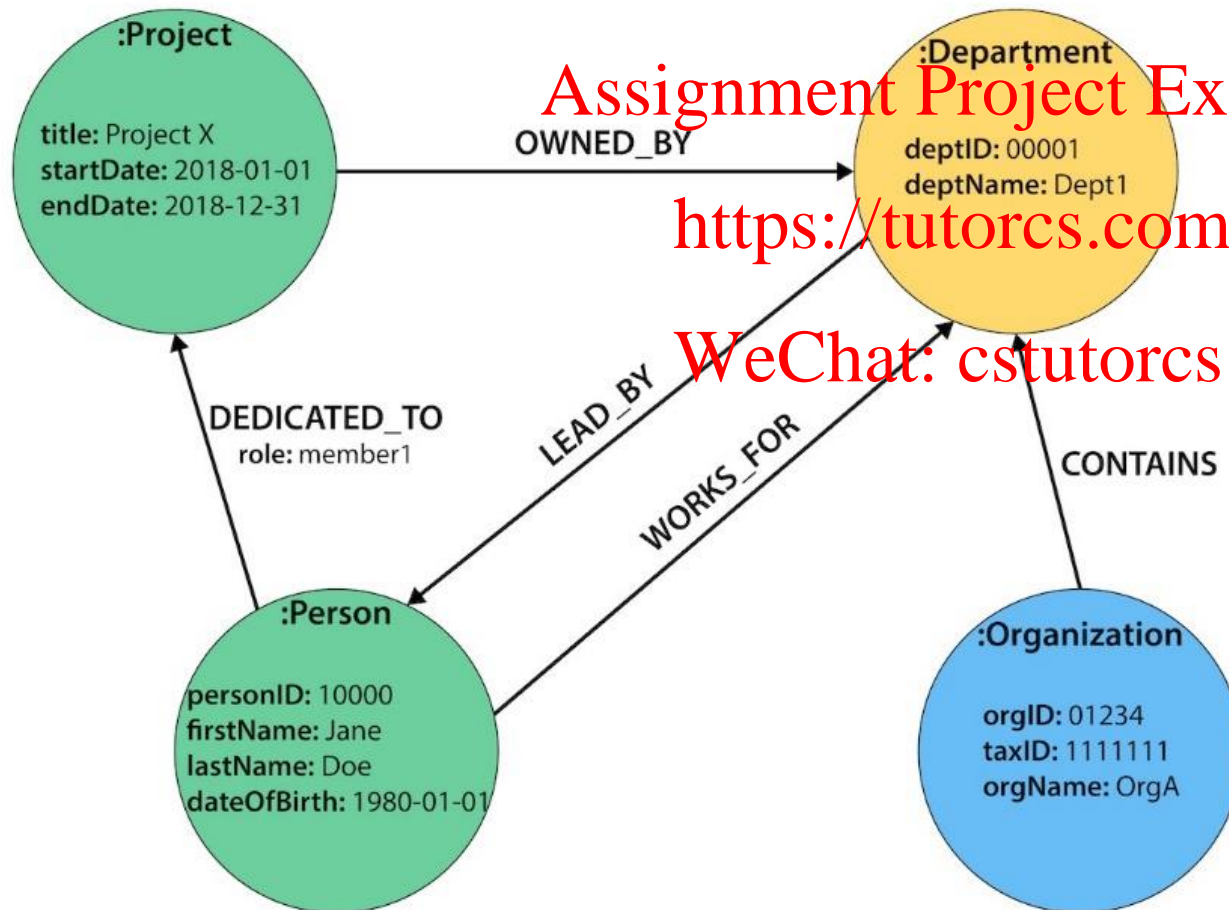 :Project
title: Project X
startDate: 2018-01-01
endDate: 2018-12-31
OWNED_BY
:Department
deptID: 00001
deptName: Dept1
Assignment Project Ex
https://tutorcs.com
WeChat: cstutorcs
DEDICATED_TO
role: member1
LEAD_BY
WORKS_FOR
CONTAINS
:Person
personID: 10000
firstName: Jane
lastName: Doe
dateOfBirth: 1980-01-01
:Organization
orgID: 01234
taxID: 1111111
orgName: OrgA